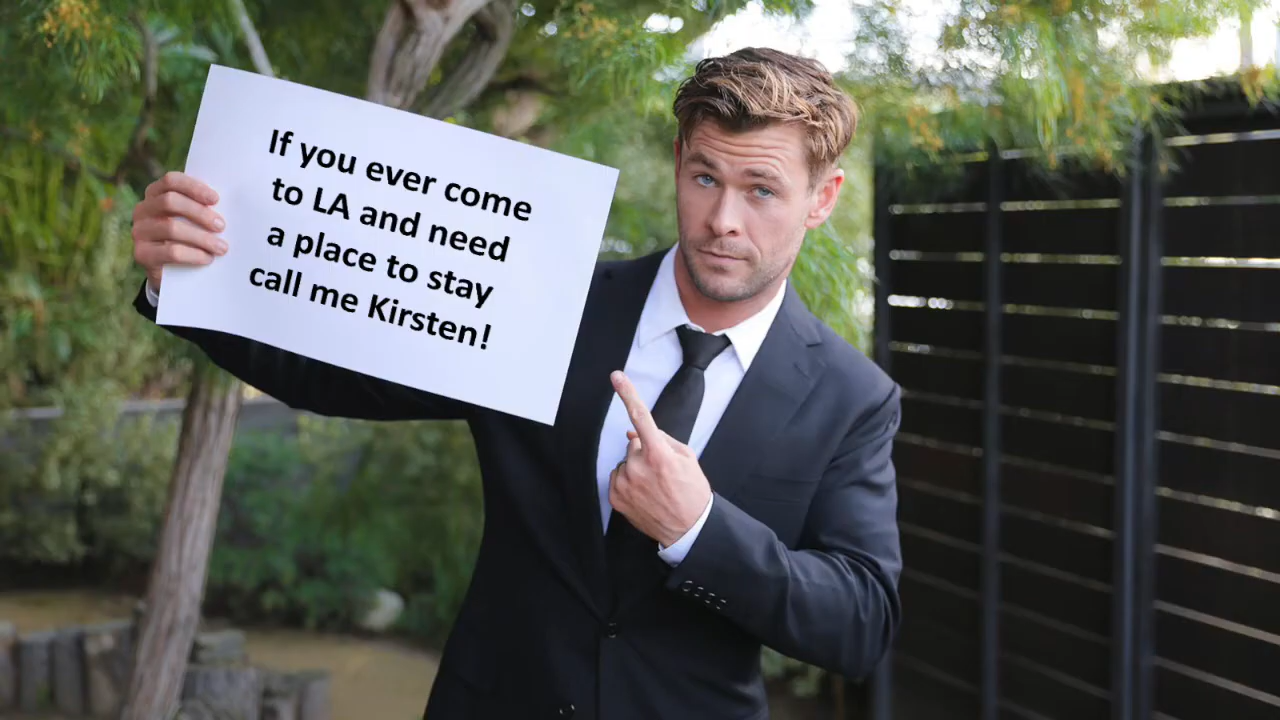 If you ever come
to LA and need
a place to stay
call me Kirsten!